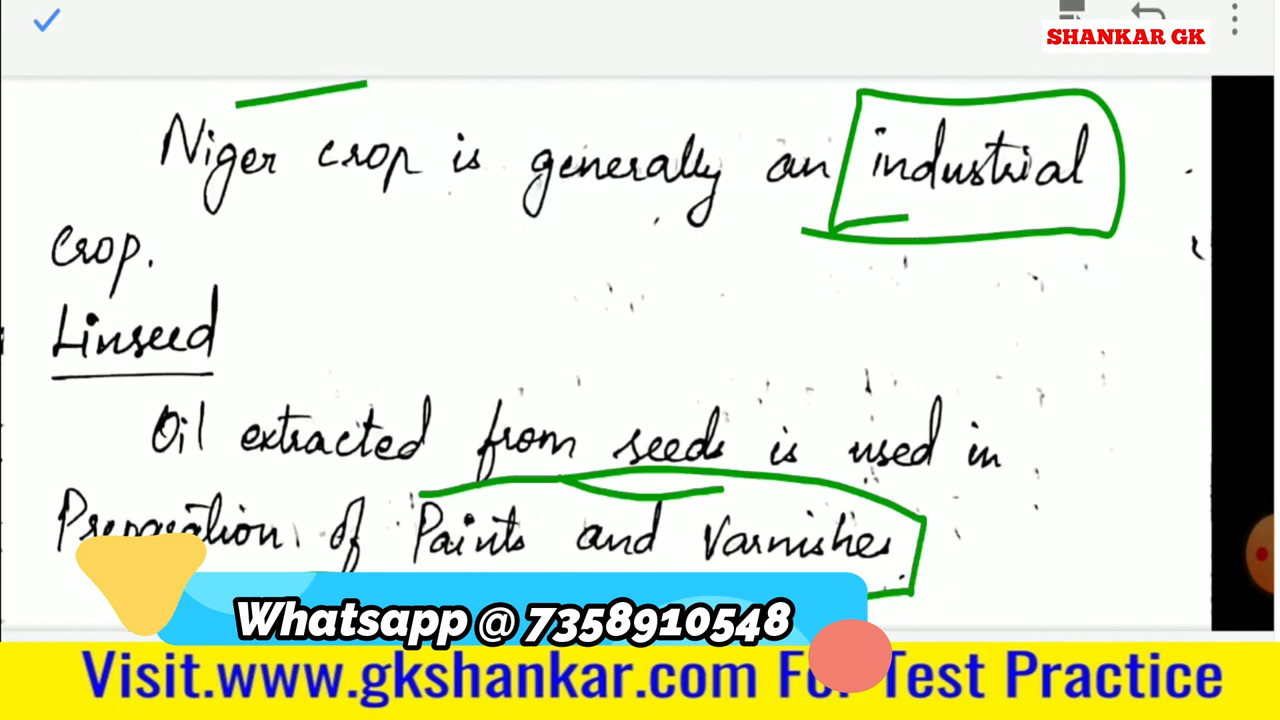 SHANKAR GK
Niger crop is generally an industrial
crop.
Linseed
Oil extracted from seeds is used in
Preparation of Paints and Varnishes.
Whatsapp @ 7358910548
Visit.www.gkshankar.com For Test Practice